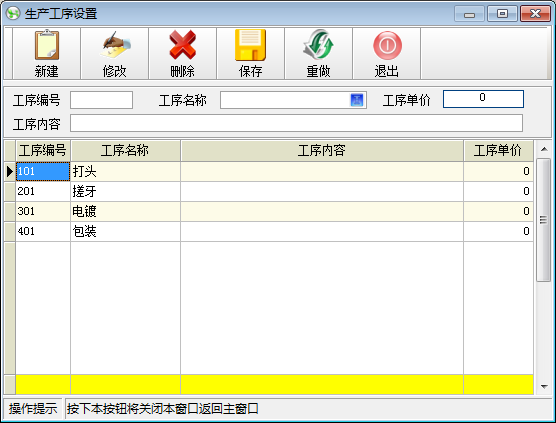 生产工序设置
新建 修改 删除 保存 重做 退出
工序编号 工序名称 工序单价 0
工序内容
工序编号 工序名称 工序内容 工序单价
101 打头 0
201 搓牙 0
301 电镀 0
401 包装 0
操作提示 按下本按钮将关闭本窗口返回主窗口